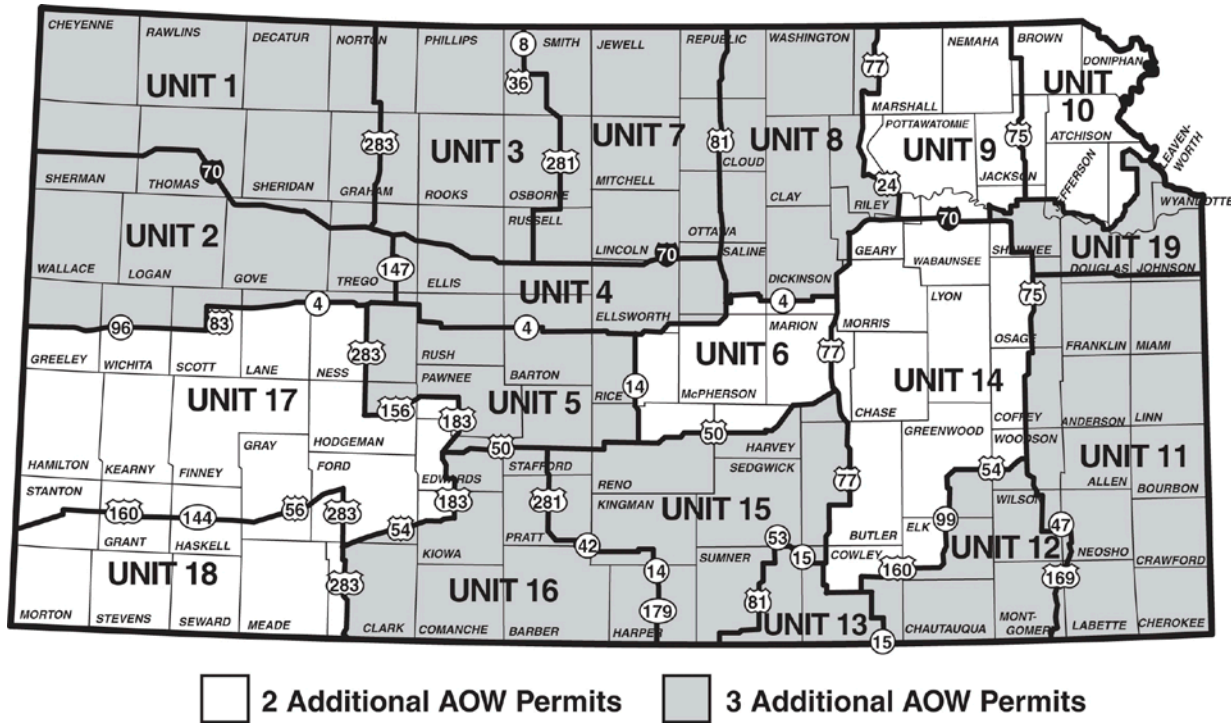 CHEYENNE
RAWLINS
DECATUR
NORTON
PHILLIPS
8
SMITH
JEWELL
REPUBLIC
WASHINGTON
NEMAHA
BROWN
DONIPHAN
UNIT 1
36
77
MARSHALL
UNIT
10
283
UNIT 3
281
UNIT 7
81
UNIT 8
POTTAWATOMIE
UNIT 9
75
ATCHISON
LEAVEN-
WORTH
SHERMAN
THOMAS
70
SHERIDAN
GRAHAM
ROOKS
OSBORNE
MITCHELL
CLOUD
CLAY
24
RILEY
JACKSON
JEFFERSON
WYANDOTTE
UNIT 2
RUSSELL
LINCOLN
70
OTTAWA
SALINE
DICKINSON
GEARY
70
WABAUNSEE
SHAWNEE
UNIT 19
DOUGLAS
JOHNSON
WALLACE
LOGAN
GOVE
TREGO
147
ELLIS
UNIT 4
ELLSWORTH
4
75
96
83
4
4
MARION
MORRIS
LYON
OSAGE
FRANKLIN
MIAMI
GREELEY
WICHITA
SCOTT
LANE
NESS
283
RUSH
PAWNEE
BARTON
RICE
14
UNIT 6
McPHERSON
77
UNIT 14
UNIT 17
156
183
UNIT 5
50
50
CHASE
COFFEY
ANDERSON
LINN
HAMILTON
KEARNY
FINNEY
GRAY
HODGEMAN
FORD
EDWARDS
STAFFORD
RENO
HARVEY
SEDGWICK
GREENWOOD
WOODSON
UNIT 11
ALLEN
BOURBON
STANTON
160
144
56
283
54
183
281
KINGMAN
UNIT 15
77
54
WILSON
GRANT
HASKELL
KIOWA
PRATT
42
53
15
BUTLER
ELK
99
UNIT 12
47
NEOSHO
CRAWFORD
UNIT 18
283
UNIT 16
14
179
SUMNER
81
COWLEY
160
169
MORTON
STEVENS
SEWARD
MEADE
CLARK
COMANCHE
BARBER
HARPER
UNIT 13
15
CHAUTAUQUA
MONT-
GOMER
LABETTE
CHEROKEE
2 Additional AOW Permits
3 Additional AOW Permits